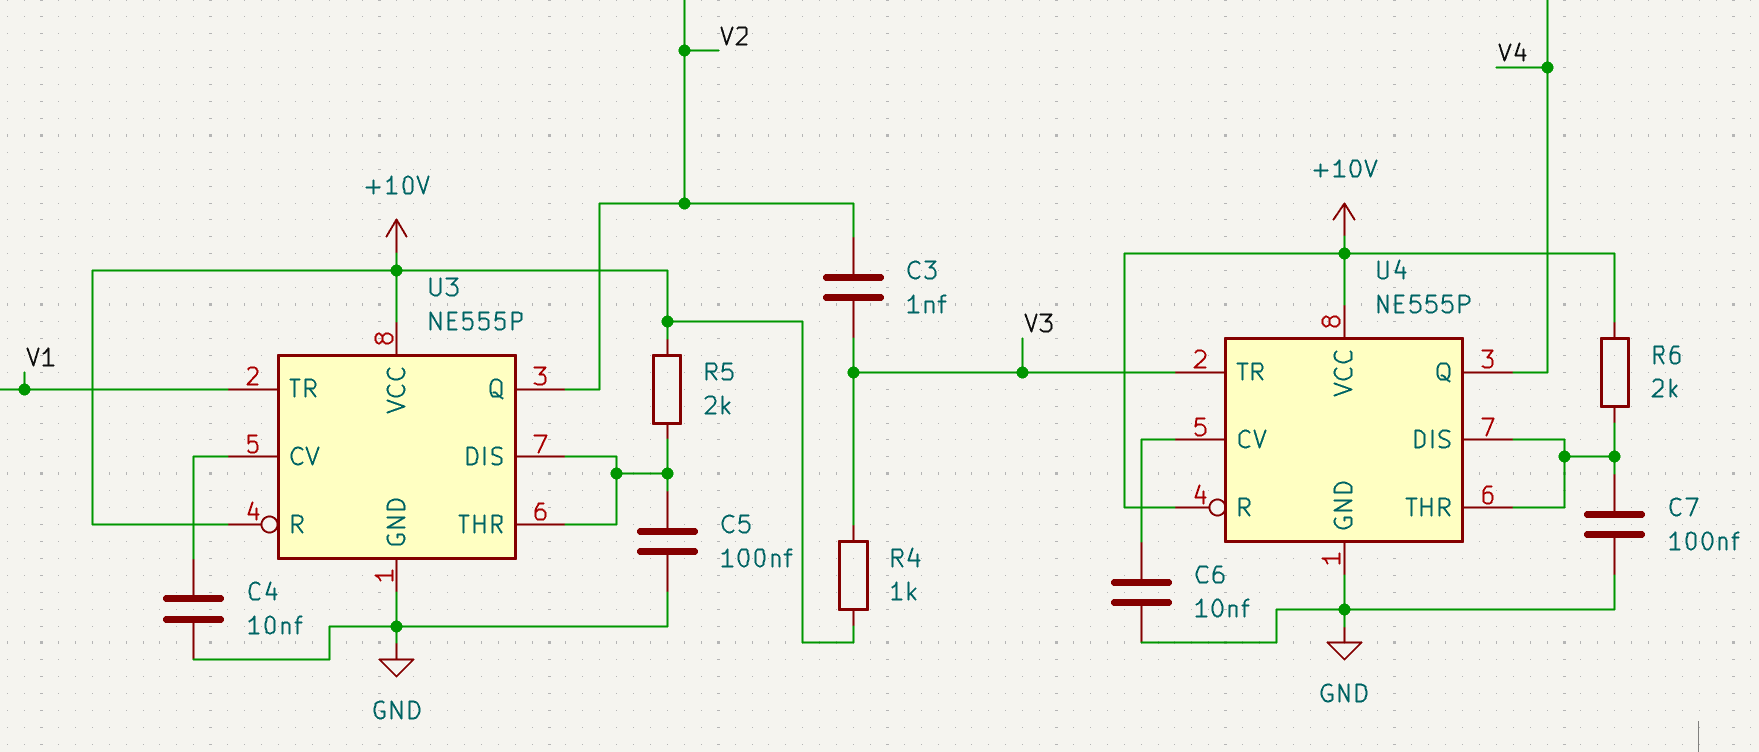 V2
V4
+10V
+10V
U3
NE555P
C3
1nf
U4
NE555P
V1
V3
8
8
2
TR
VCC
Q
3
R5
2k
2
TR
VCC
Q
3
R6
2k
5
CV
DIS
7
5
CV
DIS
7
4
R
GND
THR
6
C5
100nf
4
R
GND
THR
6
C7
100nf
1
1
C4
10nf
R4
1k
C6
10nf
GND
GND